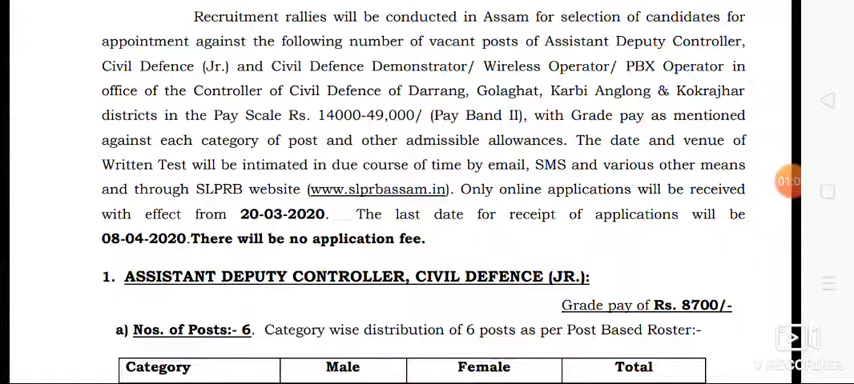 Recruitment rallies will be conducted in Assam for selection of candidates for
appointment against the following number of vacant posts of Assistant Deputy Controller,
Civil Defence (Jr.) and Civil Defence Demonstrator/ Wireless Operator/ PBX Operator in
office of the Controller of Civil Defence of Darrang, Golaghat, Karbi Anglong & Kokrajhar
districts in the Pay Scale Rs. 14000-49,000/ (Pay Band II), with Grade pay as mentioned
against each category of post and other admissible allowances. The date and venue of
Written Test will be intimated in due course of time by email, SMS and various other means
and through SLPRB website (www.slprbassam.in). Only online applications will be received
with effect from 20-03-2020. The last date for receipt of applications will be
08-04-2020.There will be no application fee.
1. ASSISTANT DEPUTY CONTROLLER, CIVIL DEFENCE (JR.):
Grade pay of Rs. 8700/-
a) Nos. of Posts:- 6. Category wise distribution of 6 posts as per Post Based Roster:-
Category Male Female Total
V RECORDER